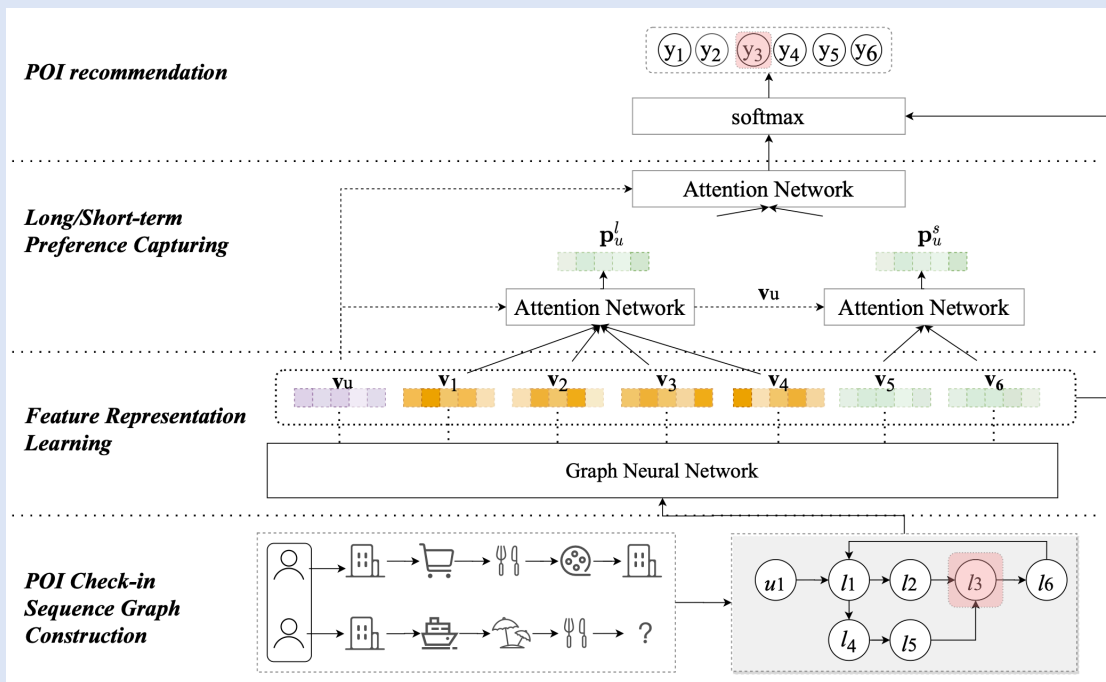 POI recommendation
y1 y2 y3 y4 y5 y6
softmax
Attention Network
Long/Short-term
Preference Capturing
p_u^l
p_u^s
Attention Network
vu
Attention Network
Feature Representation
Learning
vu v1 v2 v3 v4 v5 v6
Graph Neural Network
POI Check-in
Sequence Graph
Construction
?
u1 l1 l2 l3 l6
l4 l5